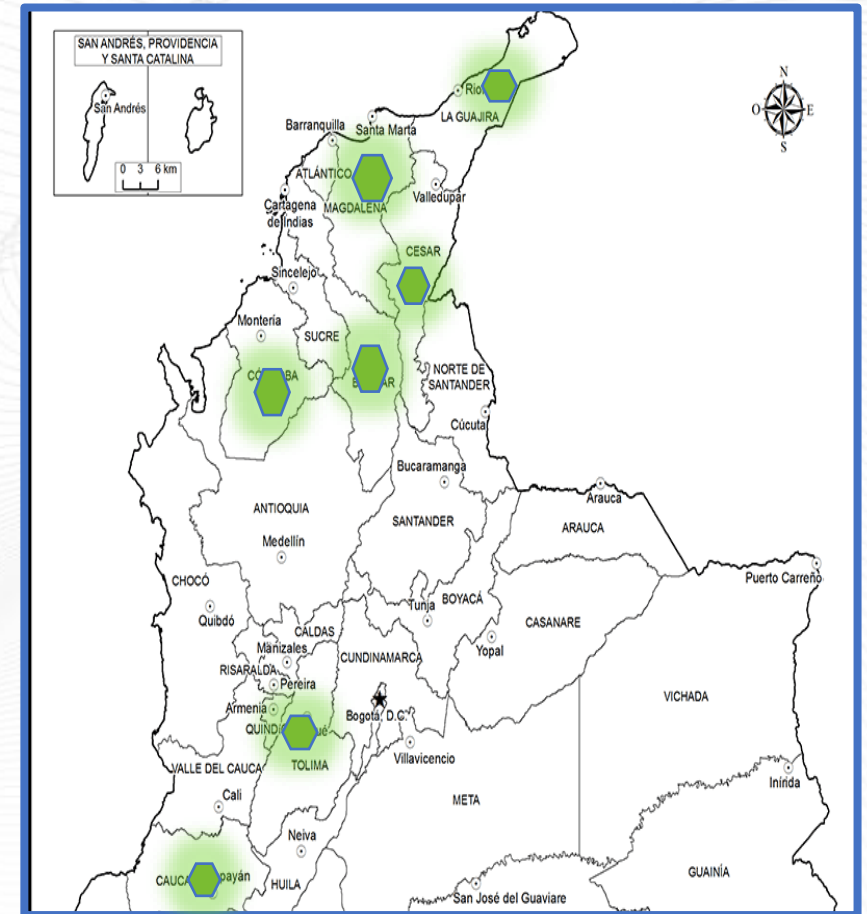 SAN ANDRÉS, PROVIDENCIA
Y SANTA CATALINA
San Andrés
0 3 6 km
N
O E
S
LA GUAJIRA
Barranquilla
Santa Marta
ATLÁNTICO
Valledupar
Cartagena
de Indias
MAGDALENA
CESAR
Sincelejo
Montería
SUCRE
NORTE DE
SANTANDER
Cúcuta
Bucaramanga
Arauca
ANTIOQUIA
SANTANDER
ARAUCA
Medellín
Puerto Carreño
CHOCÓ
Quibdó
BOYACÁ
Tunja
CASANARE
CALDAS
Manizales
CUNDINAMARCA
Yopal
RISARALDA
Pereira
VICHADA
Armenia
Bogotá, D.C.
Villavicencio
TOLIMA
VALLE DEL CAUCA
Inírida
META
Cali
Neiva
GUAINÍA
CAUCA
HUILA
San José del Guaviare